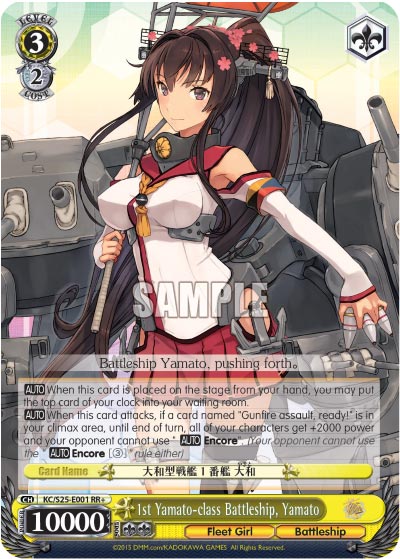 LEVEL
3
2
COST
SAMPLE
Battleship Yamato, pushing forth。
AUTO When this card is placed on the stage from your hand, you may put
the top card of your clock into your waiting room.
AUTO When this card attacks, if a card named "Gunfire assault, ready!" is in
your climax area, until end of turn, all of your characters get +2000 power
and your opponent cannot use " AUTO Encore". (Your opponent cannot use
the " AUTO Encore [③]" rule either)
Card Name 大和型戦艦1番艦 大和
CH KC/S25-E001 RR+
POWER 10000 SOUL 1st Yamato-class Battleship, Yamato
Fleet Girl Battleship
©2015 DMM.com/KADOKAWA GAMES All Rights Reserved.